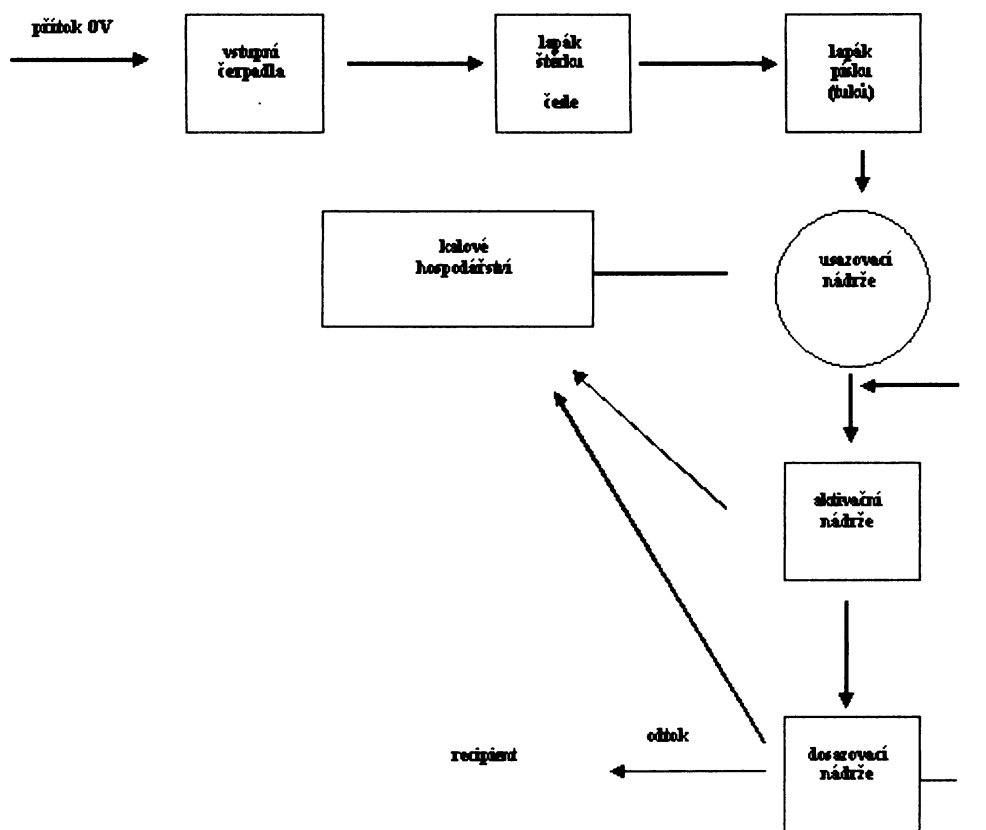 přítok OV
vstupní
čerpadla
lapák
štěrku
česle
lapák
písku
(tuků)
kalové
hospodářství
usazovací
nádrže
aktivační
nádrže
odtok
recipient
dosazovací
nádrže